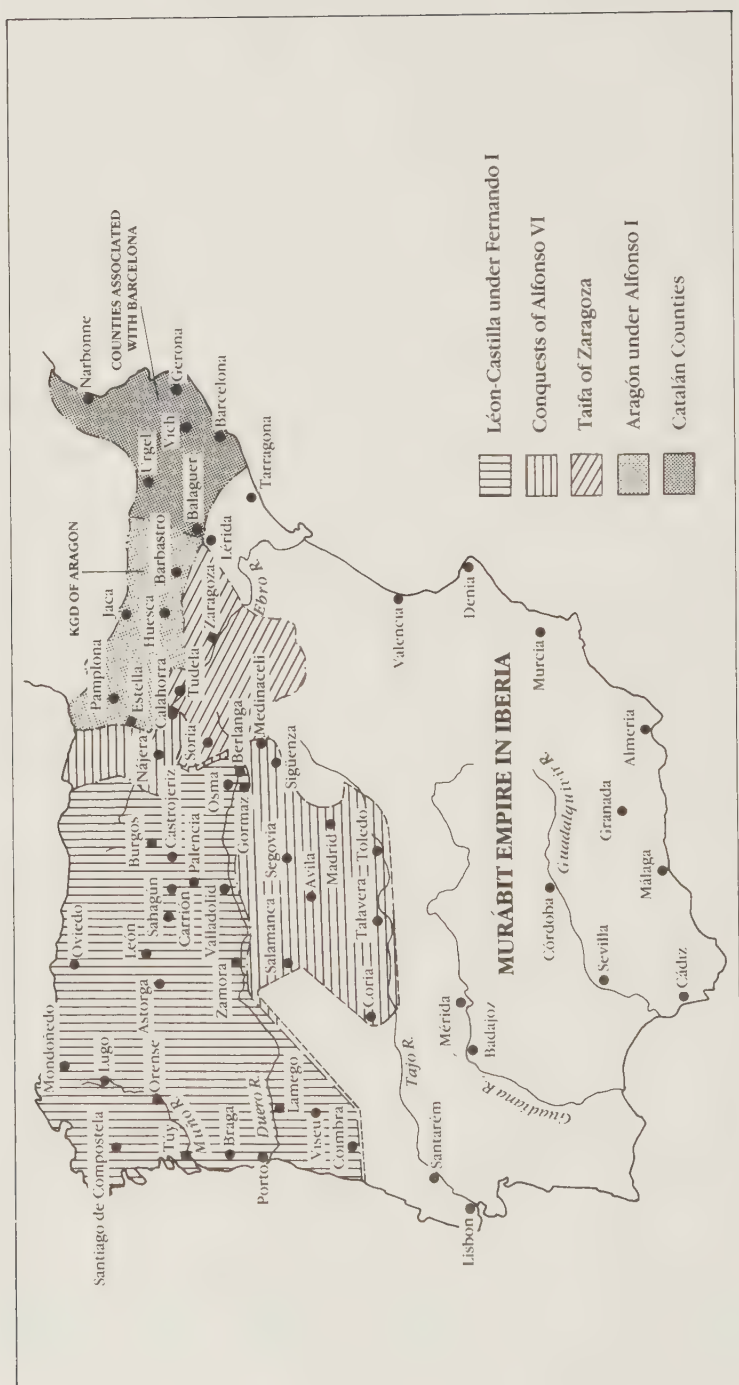 Santiago de Compostela
Mondoñedo
Lugo
Oviedo
Túy
Orense
Muño R.
Braga
Astorga
León
Sahagún
Carrión
Burgos
Castrojeriz
Palencia
Valladolid
Zamora
Porto
Duero R.
Lamego
Viseu
Coimbra
Nájera
Calahorra
Soria
Osma
Gormaz
Berlanga
Medinaceli
Sigüenza
Segovia
Salamanca
Avila
Madrid
Coria
Talavera
Toledo
Pamplona
Estella
Jaca
Huesca
Barbastro
KGD OF ARAGON
Tudela
Zaragoza
Ebro R.
Lérida
Balaguer
Urgel
Vich
Gerona
Narbonne
COUNTIES ASSOCIATED
WITH BARCELONA
Barcelona
Tarragona
Valencia
Denia
Murcia
Tajo R.
Santarém
Lisbon
Mérida
Badajoz
Guadiana R.
MURÁBIT EMPIRE IN IBERIA
Guadalquivir R.
Córdoba
Sevilla
Granada
Almería
Málaga
Cádiz
Léon-Castilla under Fernando I
Conquests of Alfonso VI
Taifa of Zaragoza
Aragón under Alfonso I
Catalán Counties